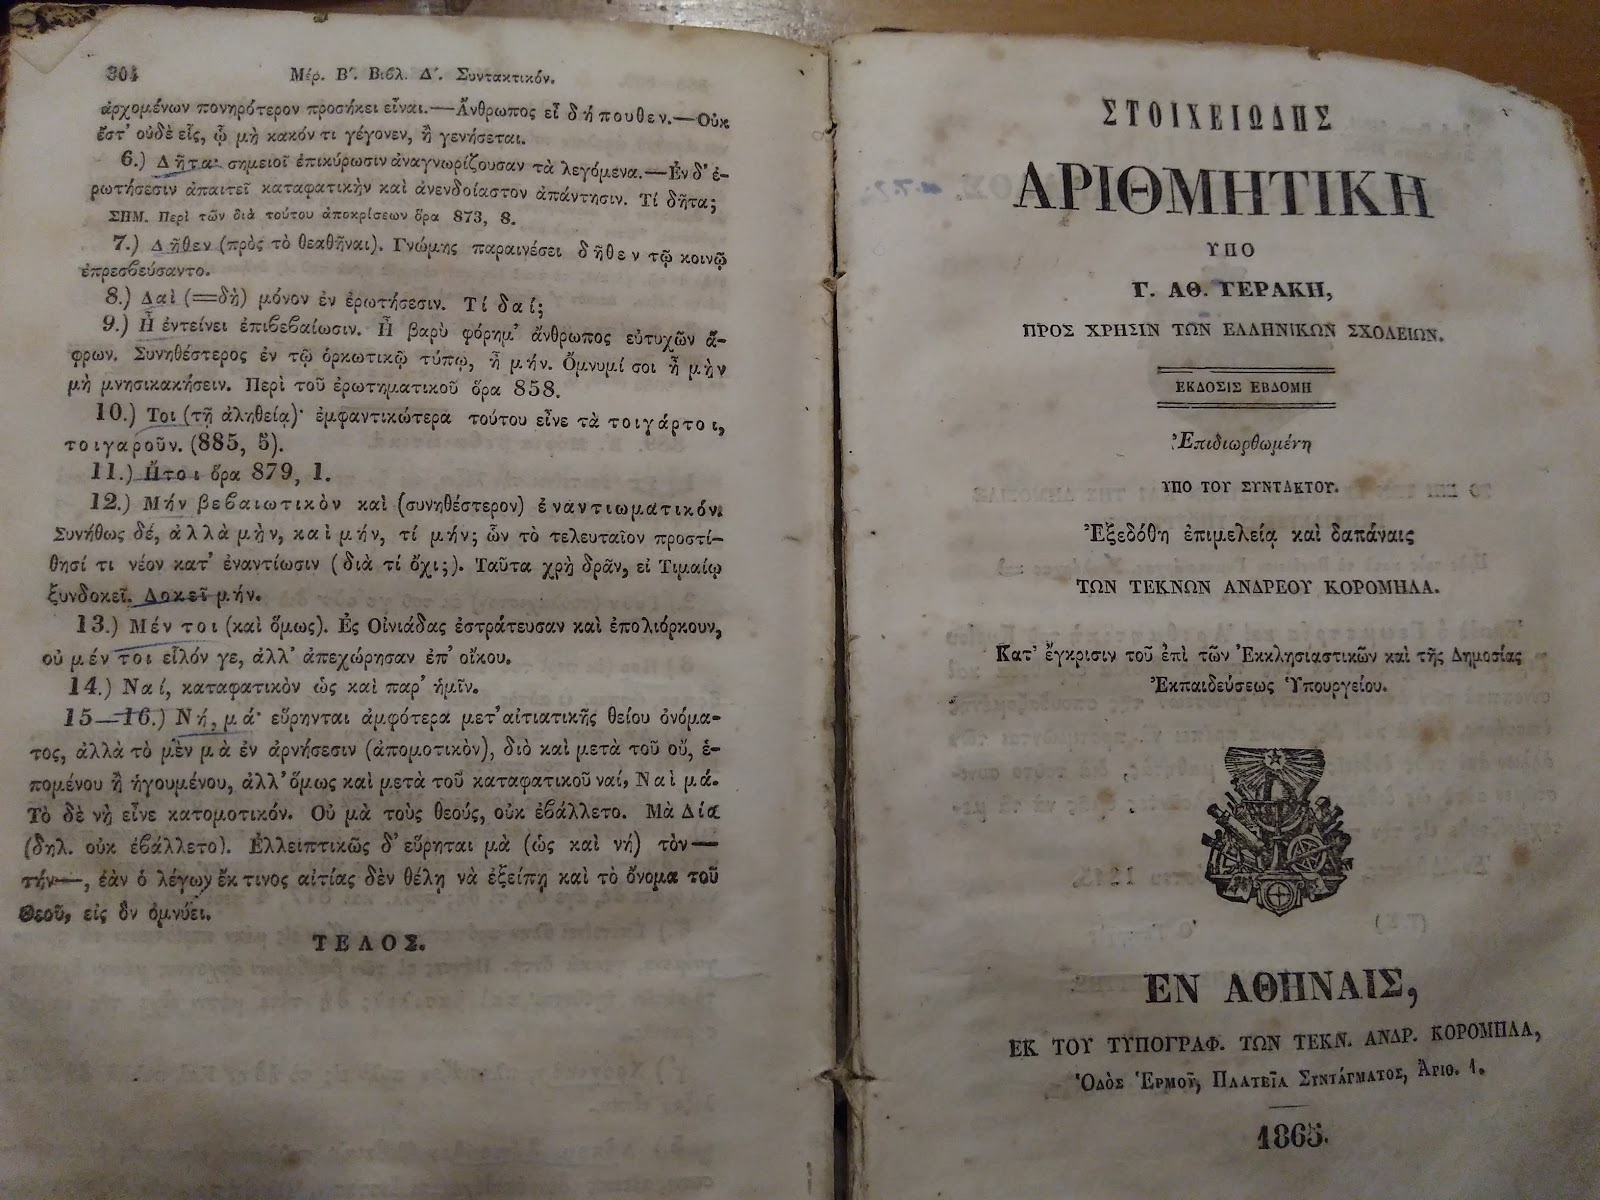 304 Μέρ. Β΄. Βιβλ. Δ΄. Συντακτικόν.
ἀρχομένων πονηρότερον προσήκει εἶναι.—Ἄνθρωπος εἶ δήπουθεν.—Οὐκ
ἔστ' οὐδὲ εἷς, ᾧ μὴ κακόν τι γέγονεν, ἢ γενήσεται.
6.) Δῆτα σημειοῖ ἐπικύρωσιν ἀναγνωρίζουσαν τὰ λεγόμενα.—Ἐν δ' ἐ-
ρωτήσεσιν ἀπαιτεῖ καταφατικὴν καὶ ἀνενδοίαστον ἀπάντησιν. Τί δῆτα;
ΣΗΜ. Περὶ τῶν διὰ τούτου ἀποκρίσεων ὅρα 873, 8.
7.) Δῆθεν (πρὸς τὸ θεαθῆναι). Γνώμης παραινέσει δῆθεν τῷ κοινῷ
ἐπρεσβεύσαντο.
8.) Δαὶ (=δὴ) μόνον ἐν ἐρωτήσεσιν. Τί δαί;
9.) Ἦ ἐντείνει ἐπιβεβαίωσιν. Ἦ βαρὺ φόρημ' ἄνθρωπος εὐτυχῶν ἄ-
φρων. Συνηθέστερος ἐν τῷ ὁρκωτικῷ τύπῳ, ἦ μήν. Ὄμνυμί σοι ἦ μὴν
μὴ μνησικακήσειν. Περὶ τοῦ ἐρωτηματικοῦ ὅρα 858.
10.) Τοι (τῇ ἀληθείᾳ)· ἐμφαντικώτερα τούτου εἶνε τὰ τοιγάρτοι,
τοιγαροῦν. (885, 5).
11.) Ἤτοι ὅρα 879, 1.
12.) Μήν βεβαιωτικὸν καὶ (συνηθέστερον) ἐναντιωματικόν.
Συνήθως δέ, ἀλλὰ μὴν, καὶ μήν, τί μήν; ὧν τὸ τελευταῖον προστί-
θησί τι νέον κατ' ἐναντίωσιν (διὰ τί ὄχι;). Ταῦτα χρὴ δρᾶν, εἰ Τιμαίῳ
ξυνδοκεῖ. Δοκεῖ μήν.
13.) Μέν τοι (καὶ ὅμως). Ἐς Οἰνιάδας ἐστράτευσαν καὶ ἐπολιόρκουν,
οὐ μέν τοι εἷλόν γε, ἀλλ' ἀπεχώρησαν ἐπ' οἴκου.
14.) Ναί, καταφατικὸν ὡς καὶ παρ' ἡμῖν.
15—16.) Νή, μά· εὕρηνται ἀμφότερα μετ' αἰτιατικῆς θείου ὀνόμα-
τος, ἀλλὰ τὸ μὲν μὰ ἐν ἀρνήσεσιν (ἀπομοτικὸν), διὸ καὶ μετὰ τοῦ οὔ, ἑ-
πομένου ἢ ἡγουμένου, ἀλλ' ὅμως καὶ μετὰ τοῦ καταφατικοῦ ναί, Ναὶ μά.
Τὸ δὲ νὴ εἶνε κατομοτικόν. Οὐ μὰ τοὺς θεούς, οὐκ ἐβάλλετο. Μὰ Δία
(δηλ. οὐκ ἐβάλλετο). Ἐλλειπτικῶς δ' εὕρηται μὰ (ὡς καὶ νή) τὸν—
τήν—, ἐὰν ὁ λέγων ἔκ τινος αἰτίας δὲν θέλῃ νὰ ἐξείπῃ καὶ τὸ ὄνομα τοῦ
Θεοῦ, εἰς ὃν ὀμνύει.
ΤΕΛΟΣ.
ΣΤΟΙΧΕΙΩΔΗΣ
ΑΡΙΘΜΗΤΙΚΗ
ΥΠΟ
Γ. ΑΘ. ΓΕΡΑΚΗ,
ΠΡΟΣ ΧΡΗΣΙΝ ΤΩΝ ΕΛΛΗΝΙΚΩΝ ΣΧΟΛΕΙΩΝ.
ΕΚΔΟΣΙΣ ΕΒΔΟΜΗ
Ἐπιδιωρθωμένη
ΥΠΟ ΤΟΥ ΣΥΝΤΑΚΤΟΥ.
Ἐξεδόθη ἐπιμελείᾳ καὶ δαπάναις
ΤΩΝ ΤΕΚΝΩΝ ΑΝΔΡΕΟΥ ΚΟΡΟΜΗΛΑ.
Κατ' ἔγκρισιν τοῦ ἐπὶ τῶν Ἐκκλησιαστικῶν καὶ τῆς Δημοσίας
Ἐκπαιδεύσεως Ὑπουργείου.
ΕΝ ΑΘΗΝΑΙΣ,
ΕΚ ΤΟΥ ΤΥΠΟΓΡΑΦ. ΤΩΝ ΤΕΚΝ. ΑΝΔΡ. ΚΟΡΟΜΗΛΑ,
Ὁδὸς Ἑρμοῦ, Πλατεῖα Συντάγματος, Ἀριθ. 1.
1865.